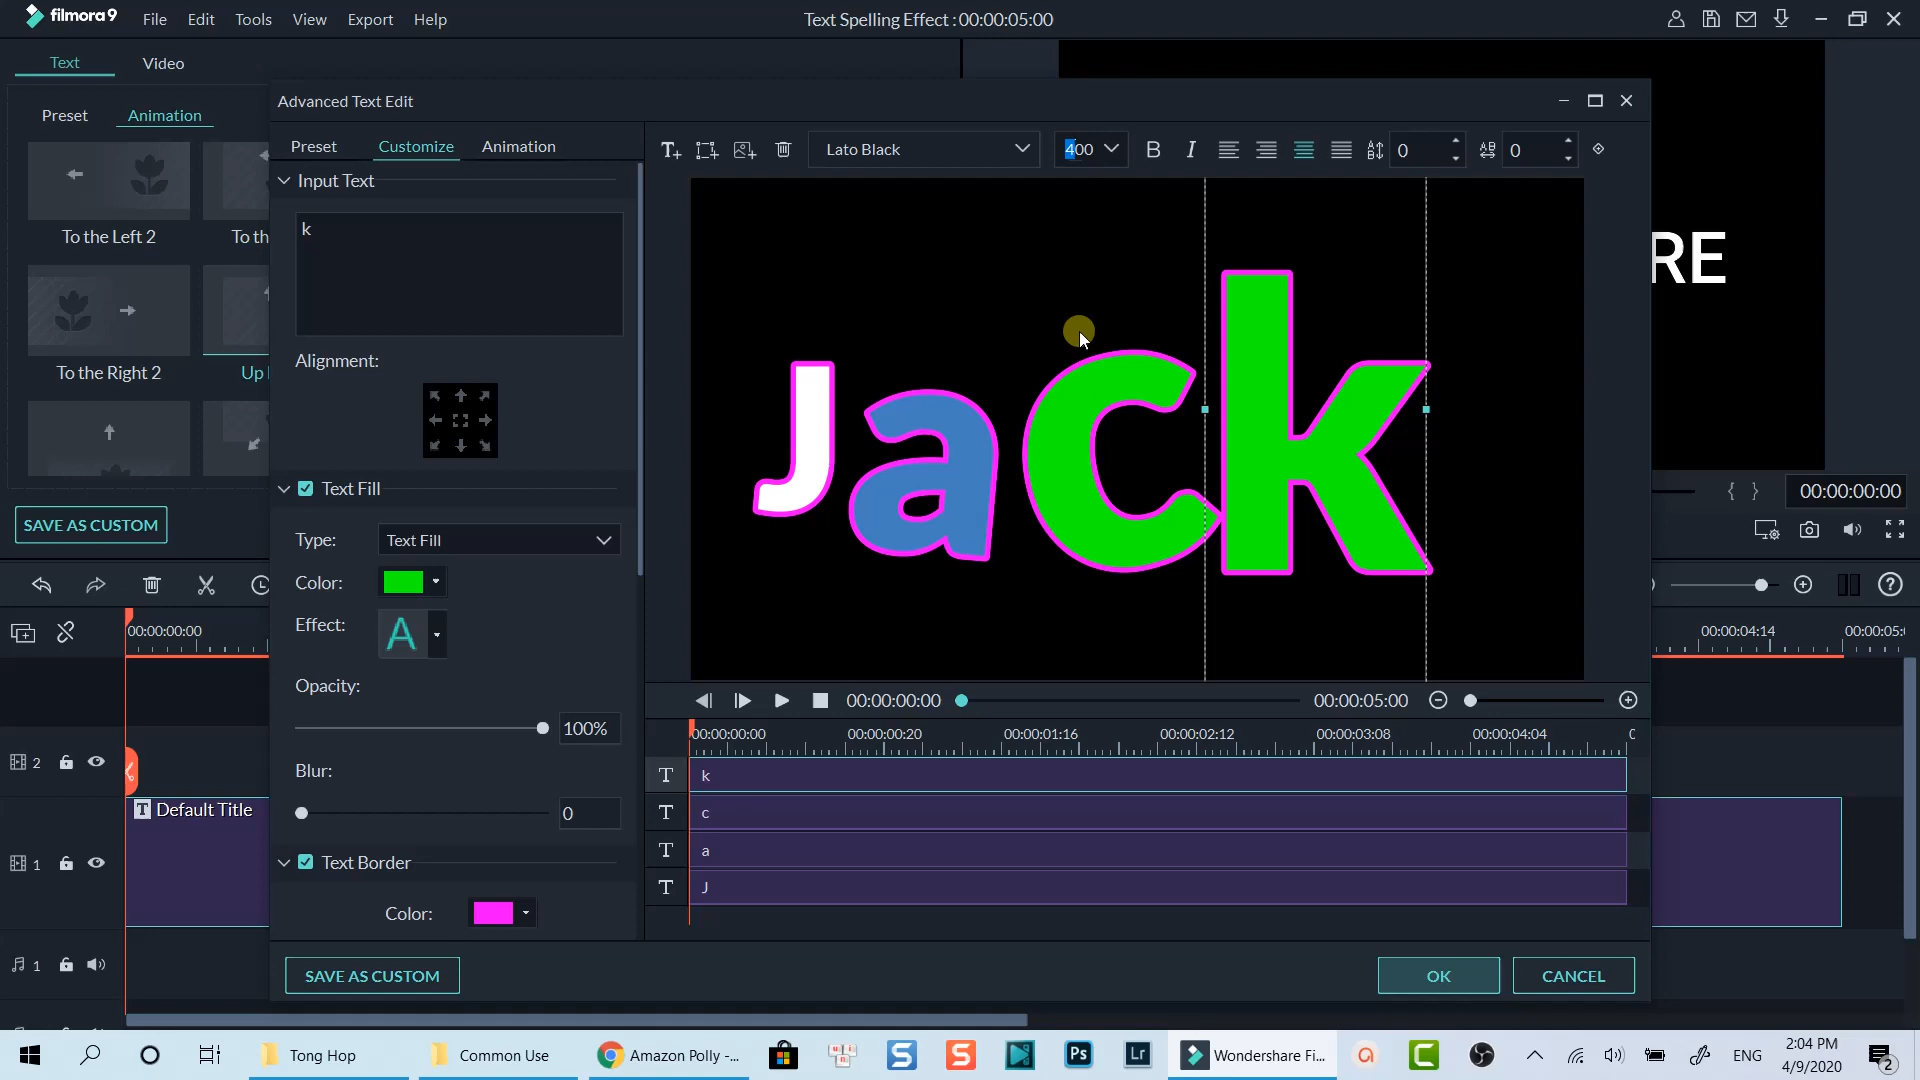 filmora9 File Edit Tools View Export Help Text Spelling Effect : 00:00:05:00
Text Video
Preset Animation
To the Left 2
To th
To the Right 2
Up
SAVE AS CUSTOM
Advanced Text Edit
Preset Customize Animation
Input Text
k
Alignment:
Text Fill
Type: Text Fill
Color:
Effect: A
Opacity:
100%
Blur:
0
Text Border
Color:
SAVE AS CUSTOM
Lato Black 400 B I 0 0
Jack
RE
00:00:00:00
00:00:00:00 00:00:05:00
00:00:00:00 00:00:00:20 00:00:01:16 00:00:02:12 00:00:03:08 00:00:04:04
T k
T c
T a
T J
OK CANCEL
00:00:00:00
00:00:04:14 00:00:05:
2
T Default Title
1
1
Tong Hop Common Use Amazon Polly -... Ps Lr Wondershare Fi... ENG 2:04 PM
4/9/2020
2